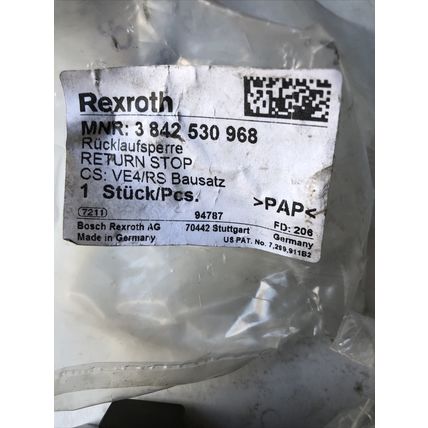 Rexroth
MNR: 3 842 530 968
Rücklaufsperre
RETURN STOP
CS: VE4/RS Bausatz
1 Stück/Pcs. >PAP<
7211 94787 FD: 206
Bosch Rexroth AG 70442 Stuttgart Germany
Made in Germany US PAT. No. 7,299,911B2